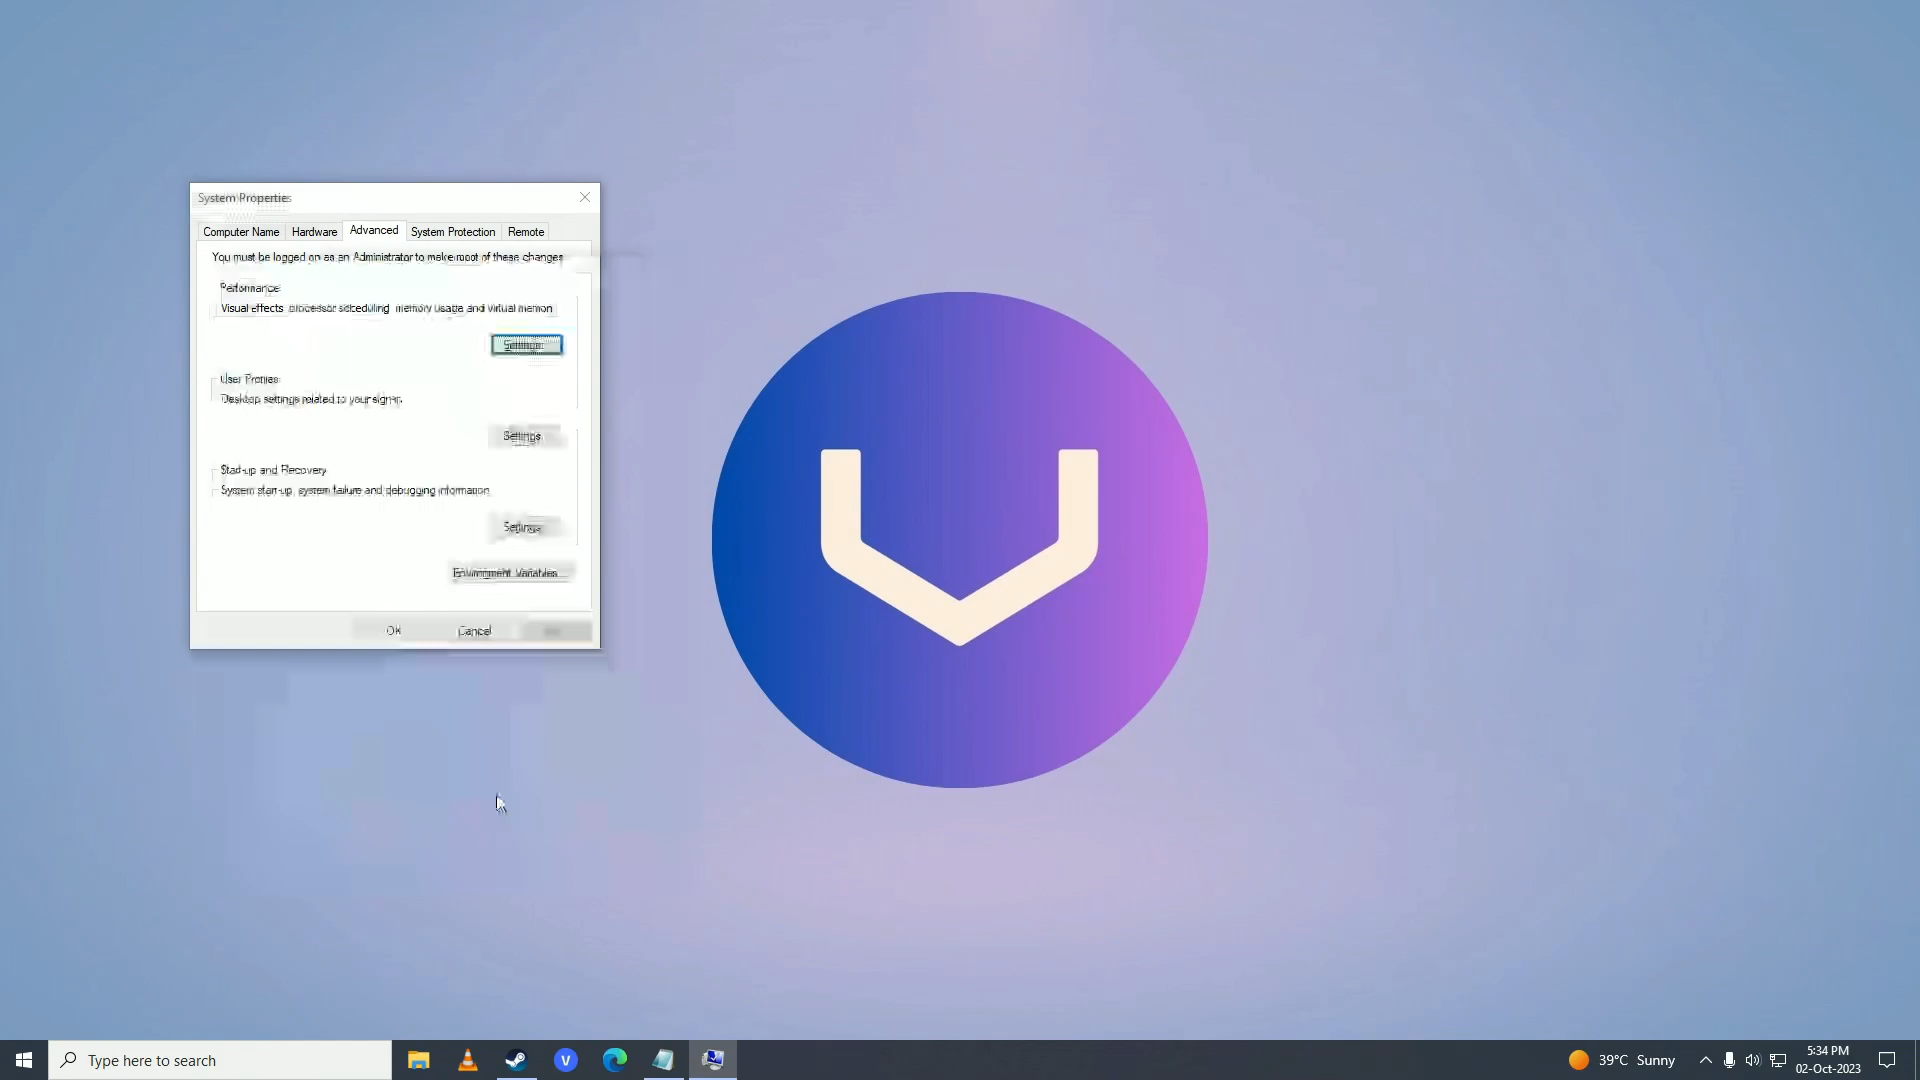 System Properties
Computer Name
Hardware
Advanced
System Protection
Remote
You must be logged on as an Administrator to make most of these changes
Performance
Visual effects, processor scheduling, memory usage and virtual
Settings
User Profiles
Desktop settings related to your sign-in
Settings
Start-up and Recovery
System start-up, system failure and debugging information
Settings
Environment Variables...
OK
Cancel
Type here to search
V
39°C Sunny
5:34 PM
02-Oct-2023